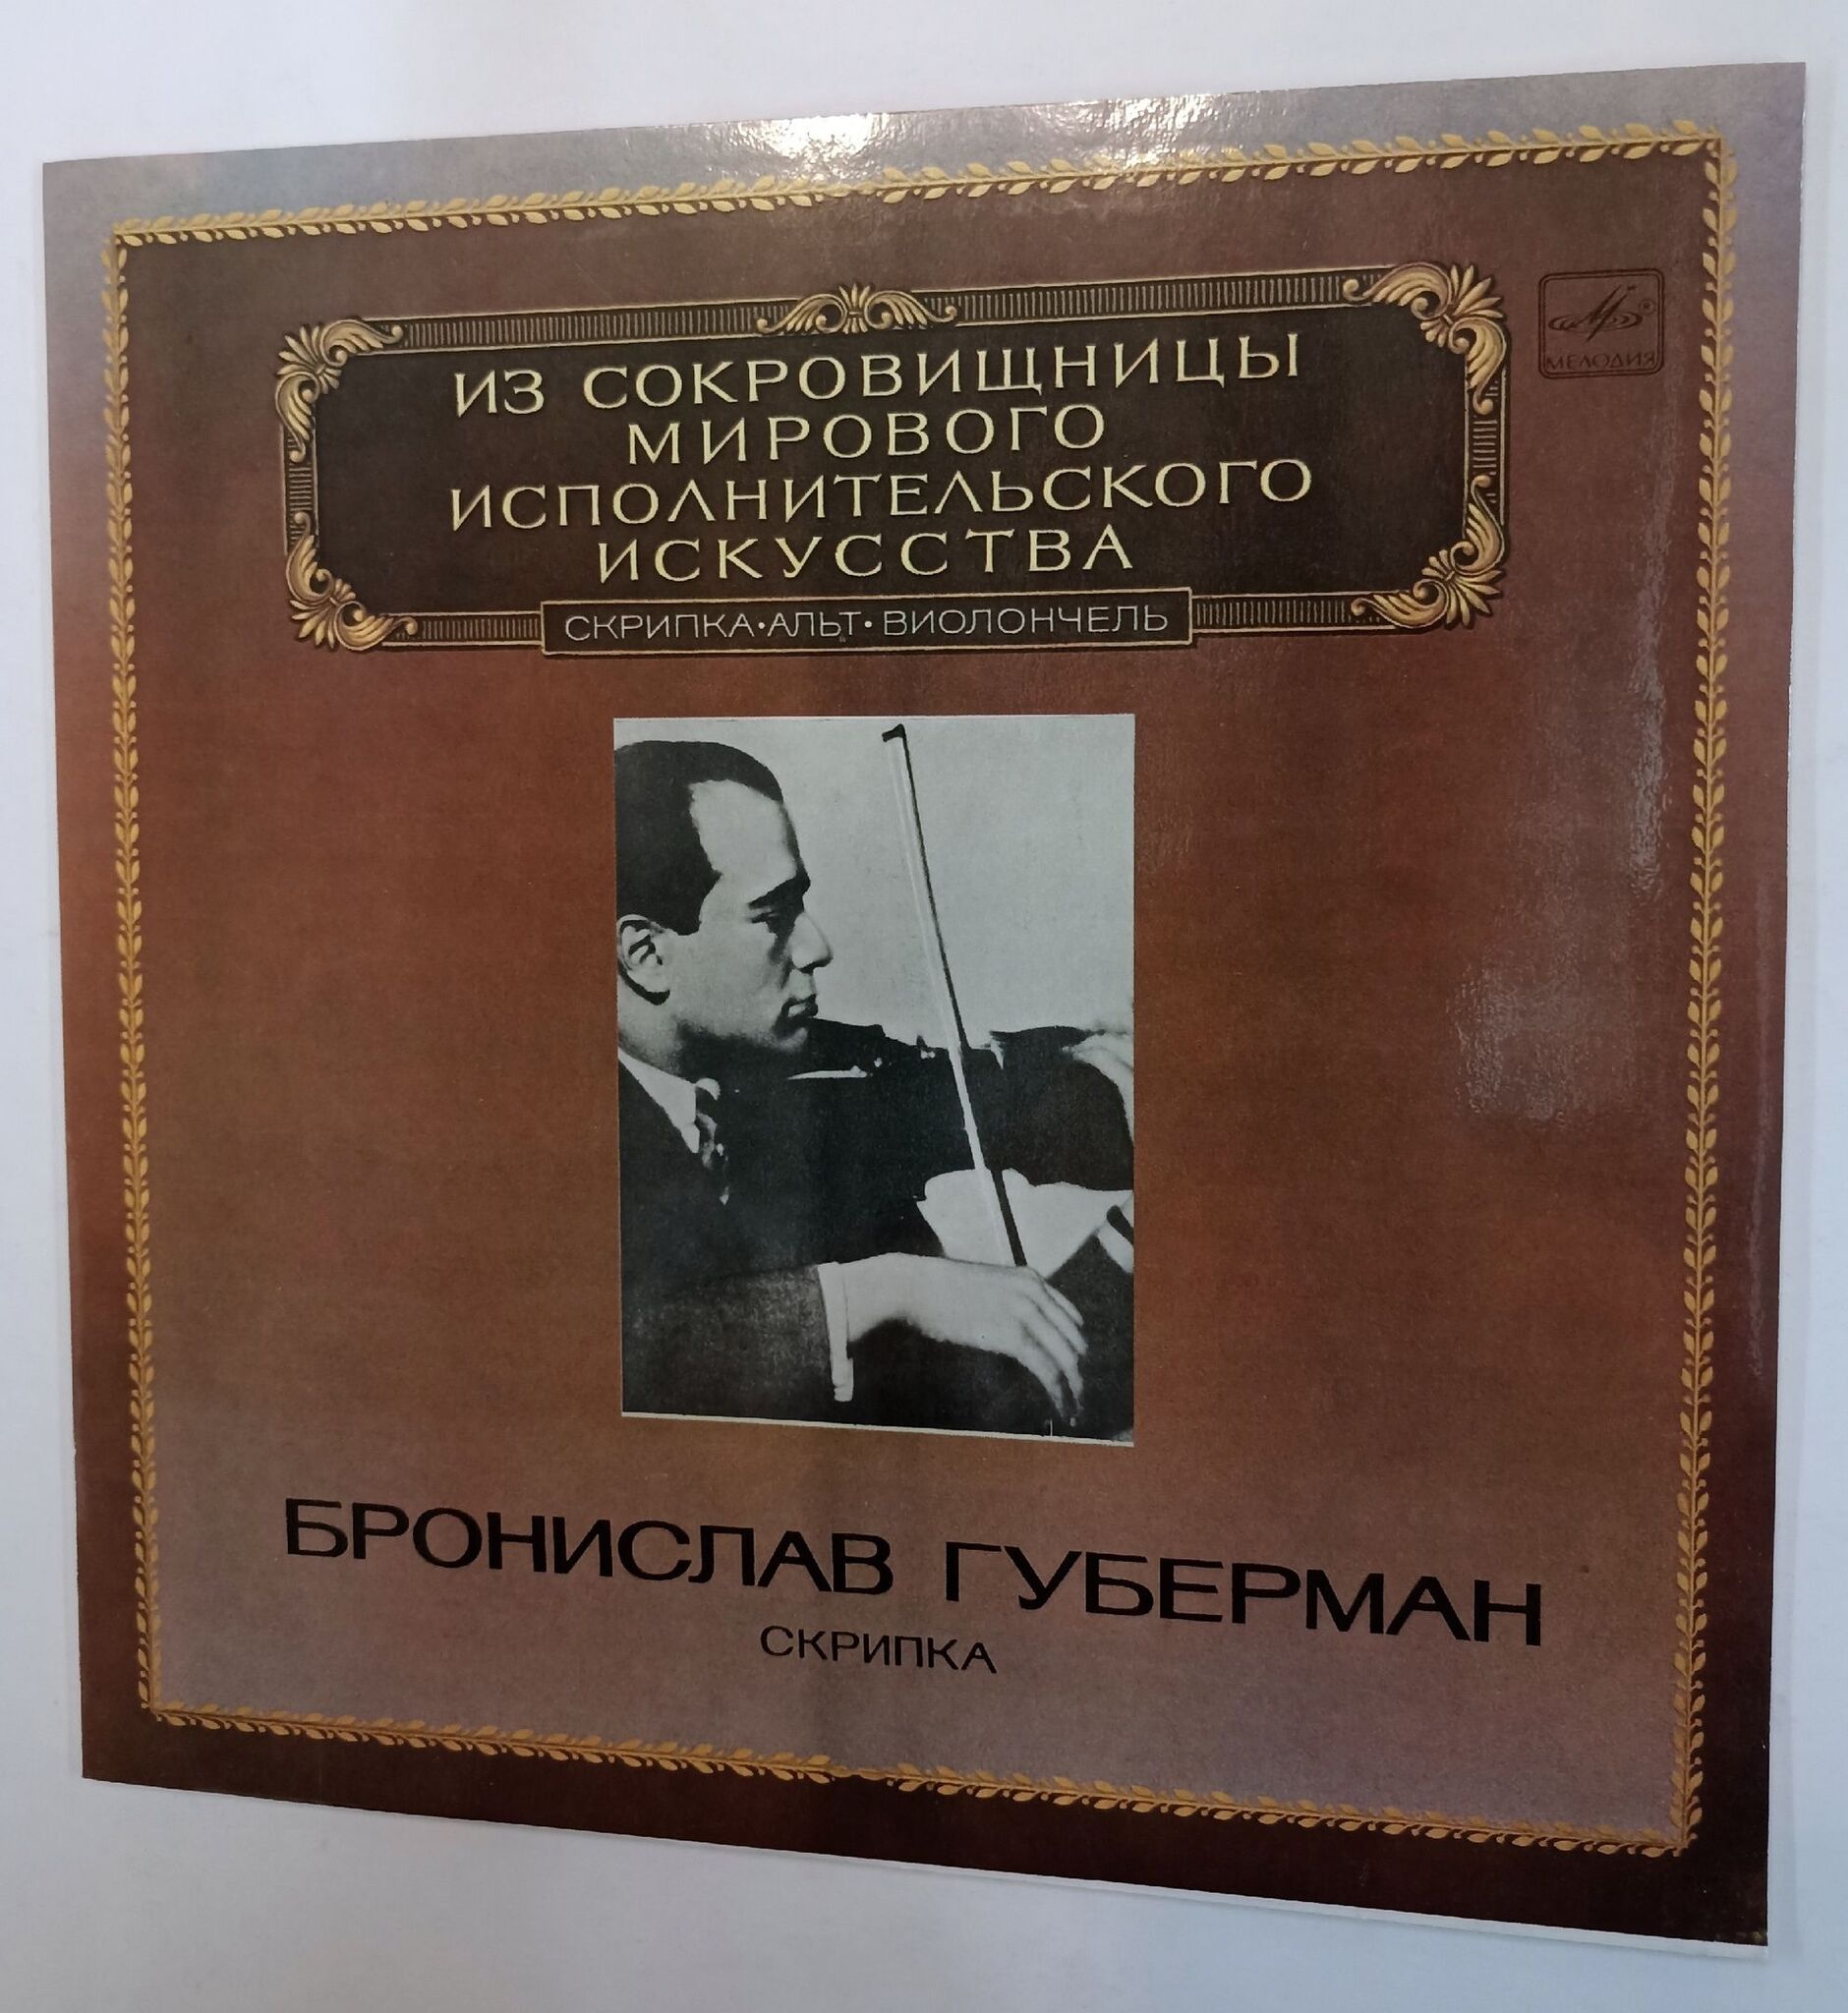 ИЗ СОКРОВИЩНИЦЫ
МИРОВОГО
ИСПОЛНИТЕЛЬСКОГО
ИСКУССТВА
СКРИПКА•АЛЬТ•ВИОЛОНЧЕЛЬ
МЕЛОДИЯ
БРОНИСЛАВ ГУБЕРМАН
СКРИПКА